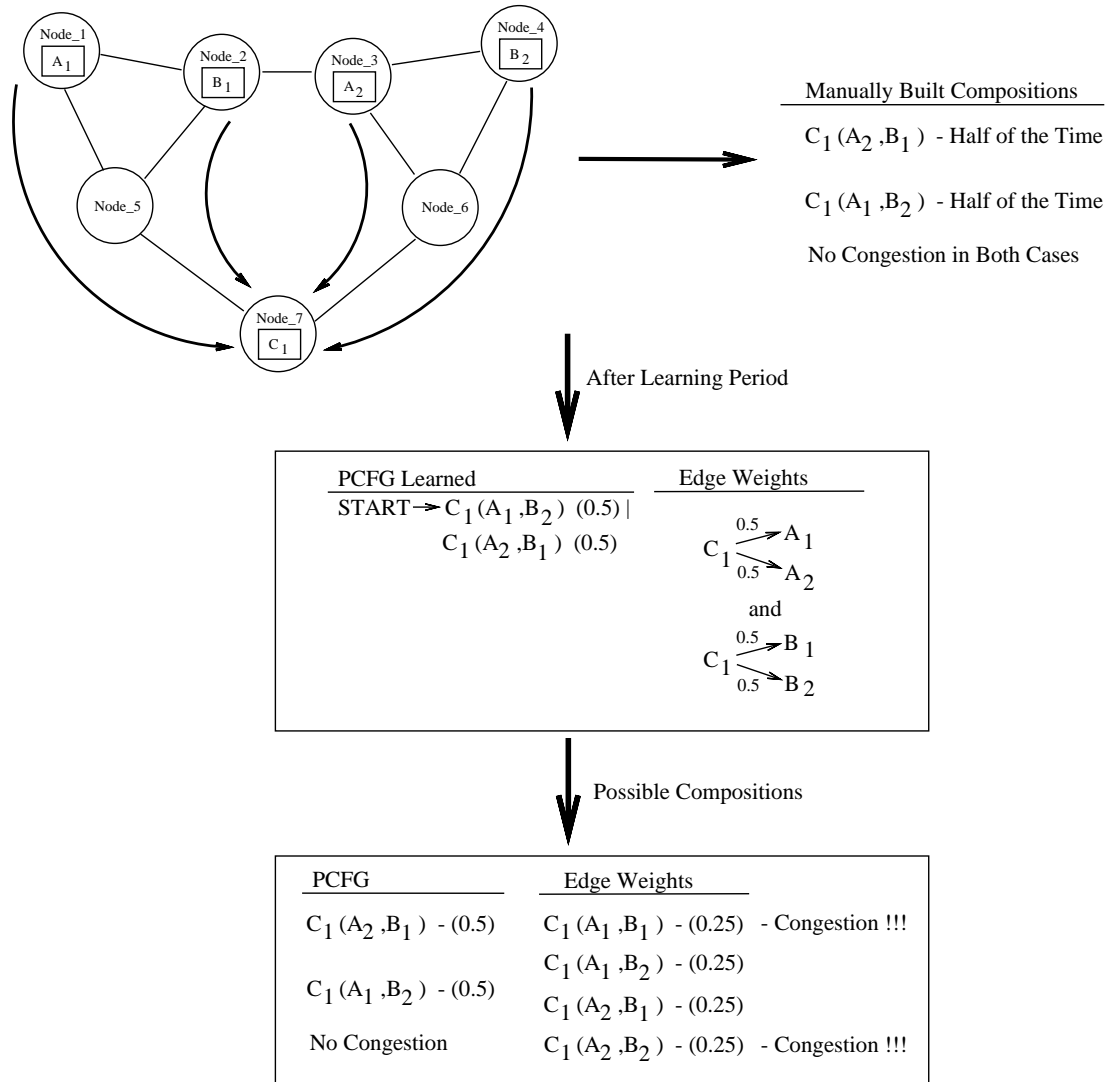 Node_1
A1
Node_2
B1
Node_3
A2
Node_4
B2
Node_5
Node_6
Node_7
C1
Manually Built Compositions
C1(A2,B1) - Half of the Time
C1(A1,B2) - Half of the Time
No Congestion in Both Cases
After Learning Period
PCFG Learned
START C1(A1,B2) (0.5) |
C1(A2,B1) (0.5)
Edge Weights
0.5
A1
C1
0.5
A2
and
0.5
B1
C1
0.5
B2
Possible Compositions
PCFG
C1(A2,B1) - (0.5)
C1(A1,B2) - (0.5)
No Congestion
Edge Weights
C1(A1,B1) - (0.25) - Congestion !!!
C1(A1,B2) - (0.25)
C1(A2,B1) - (0.25)
C1(A2,B2) - (0.25) - Congestion !!!